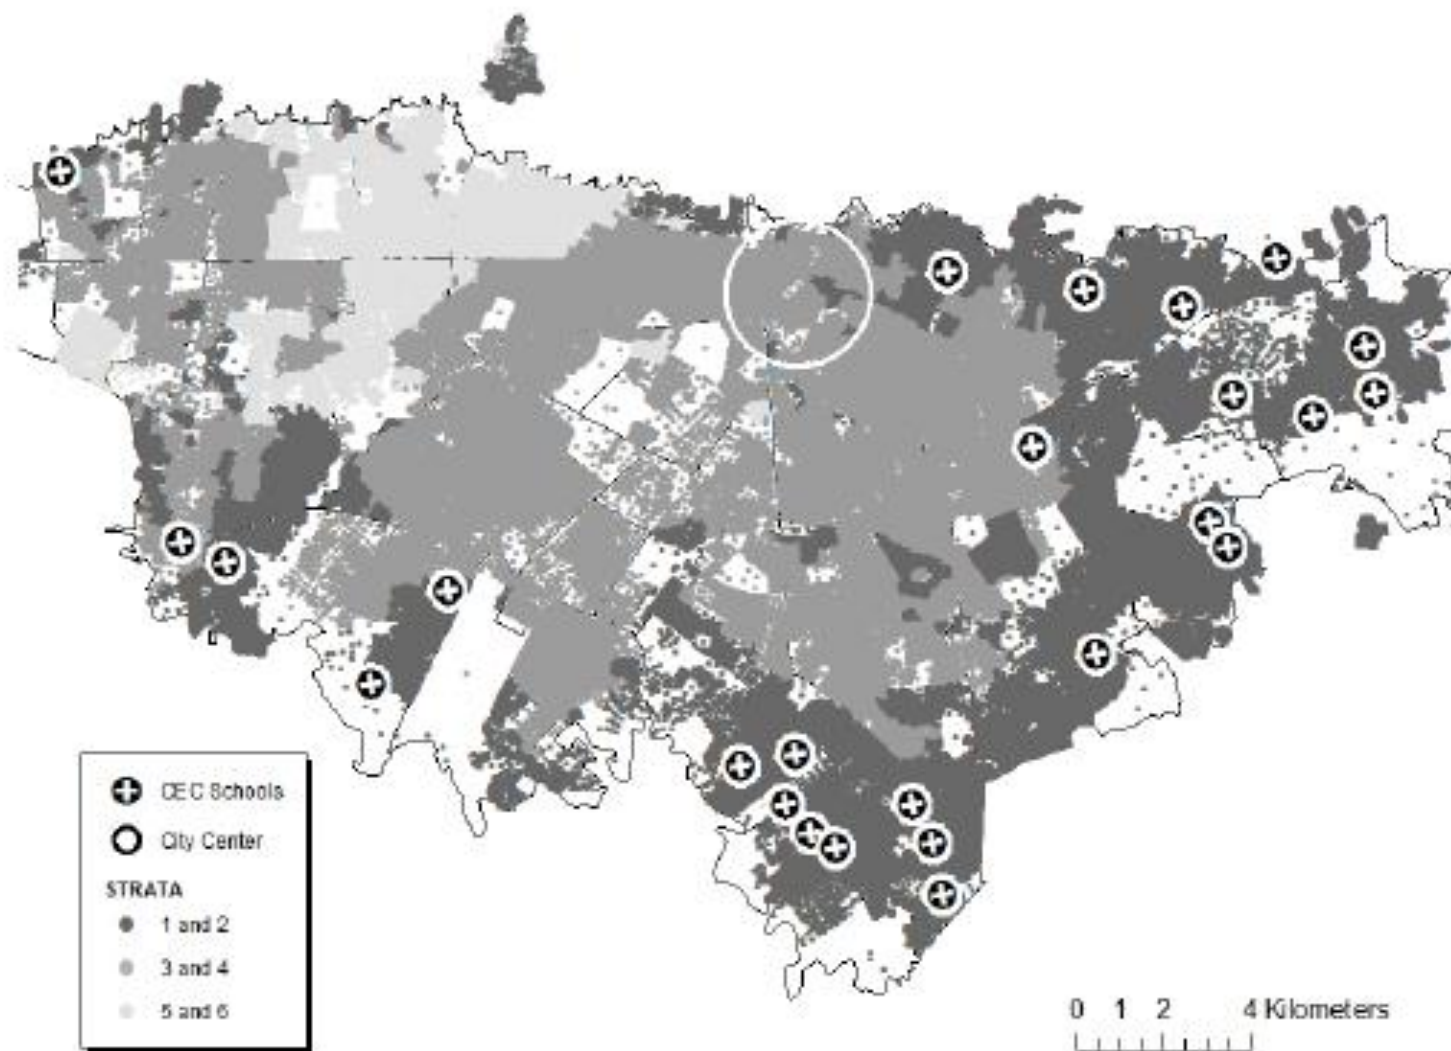 CEC Schools
City Center
STRATA
1 and 2
3 and 4
5 and 6
0 1 2 4 Kilometers